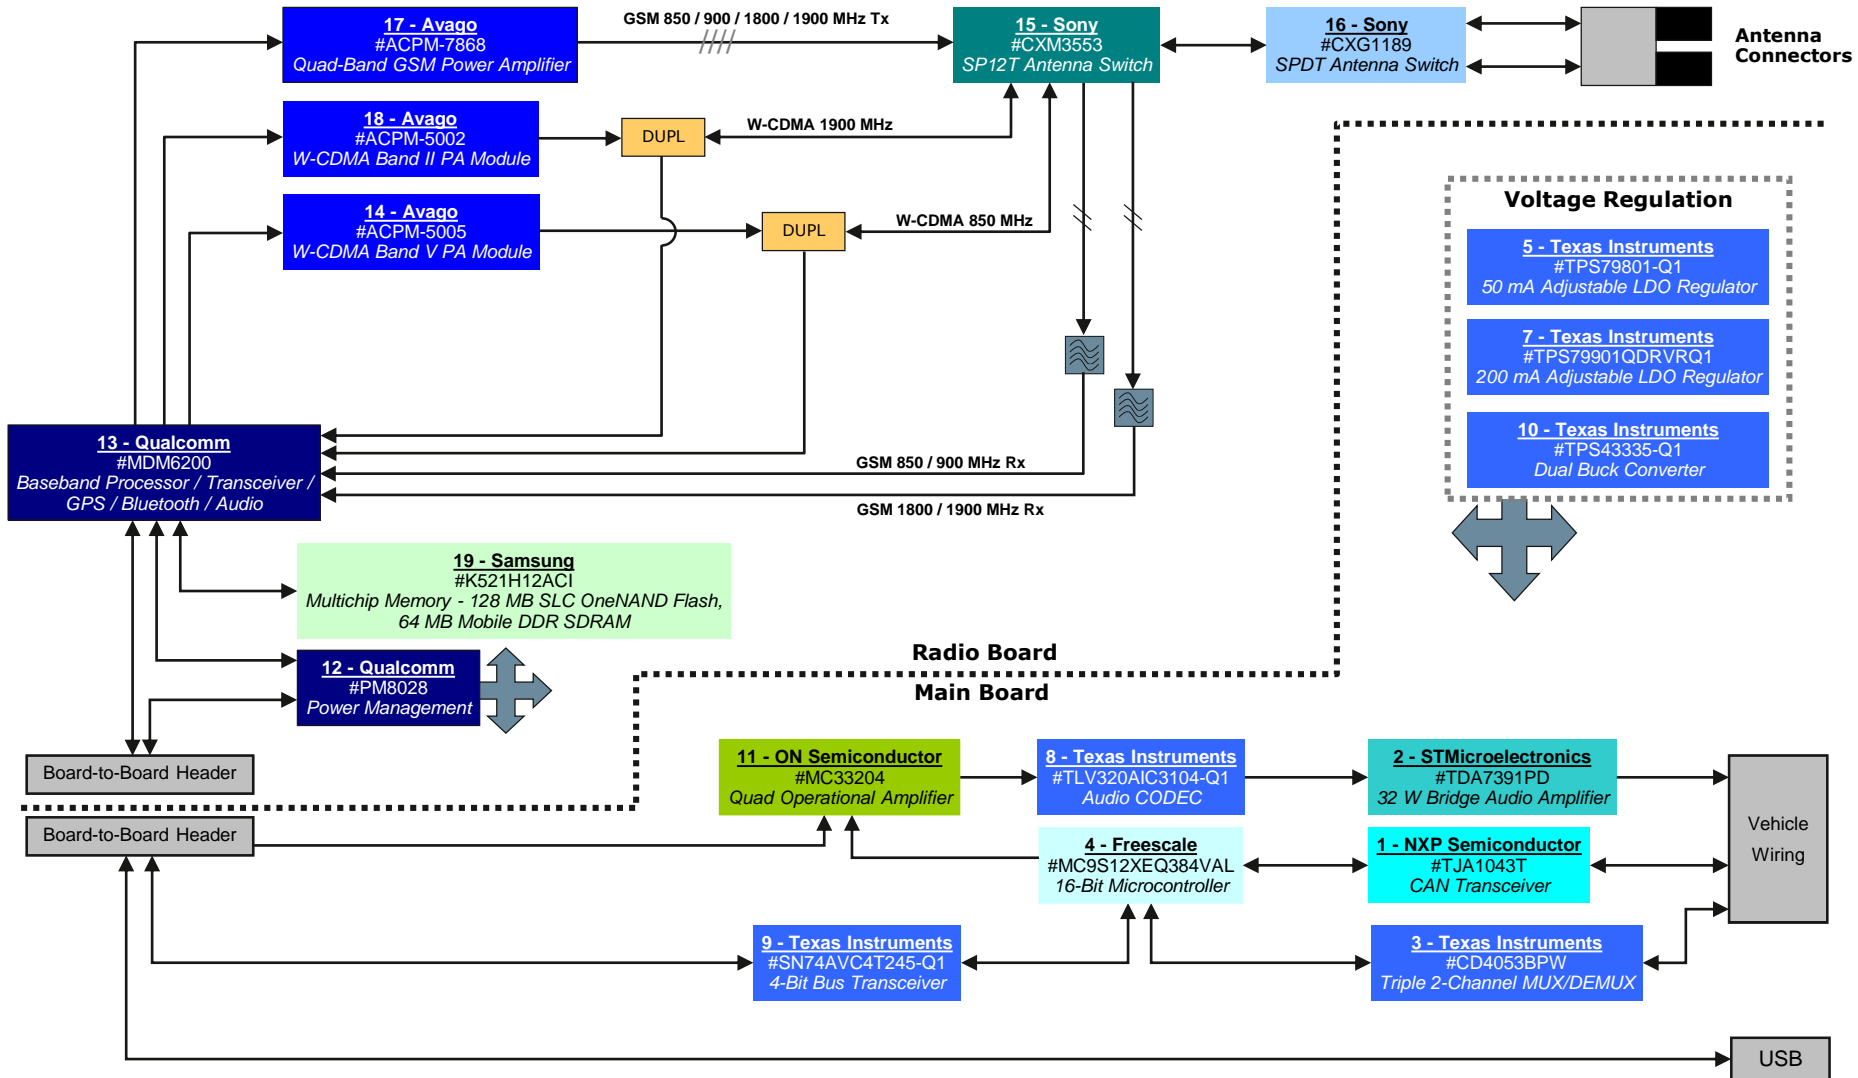 17 - Avago
#ACPM-7868
Quad-Band GSM Power Amplifier
GSM 850 / 900 / 1800 / 1900 MHz Tx
15 - Sony
#CXM3553
SP12T Antenna Switch
16 - Sony
#CXG1189
SPDT Antenna Switch
Antenna
Connectors
18 - Avago
#ACPM-5002
W-CDMA Band II PA Module
DUPL
W-CDMA 1900 MHz
14 - Avago
#ACPM-5005
W-CDMA Band V PA Module
DUPL
W-CDMA 850 MHz
Voltage Regulation
5 - Texas Instruments
#TPS79801-Q1
50 mA Adjustable LDO Regulator
7 - Texas Instruments
#TPS79901QDRVRQ1
200 mA Adjustable LDO Regulator
10 - Texas Instruments
#TPS43335-Q1
Dual Buck Converter
13 - Qualcomm
#MDM6200
Baseband Processor / Transceiver /
GPS / Bluetooth / Audio
GSM 850 / 900 MHz Rx
GSM 1800 / 1900 MHz Rx
19 - Samsung
#K521H12ACI
Multichip Memory - 128 MB SLC OneNAND Flash,
64 MB Mobile DDR SDRAM
12 - Qualcomm
#PM8028
Power Management
Radio Board
Main Board
Board-to-Board Header
Board-to-Board Header
11 - ON Semiconductor
#MC33204
Quad Operational Amplifier
8 - Texas Instruments
#TLV320AIC3104-Q1
Audio CODEC
2 - STMicroelectronics
#TDA7391PD
32 W Bridge Audio Amplifier
Vehicle
Wiring
4 - Freescale
#MC9S12XEQ384VAL
16-Bit Microcontroller
1 - NXP Semiconductor
#TJA1043T
CAN Transceiver
9 - Texas Instruments
#SN74AVC4T245-Q1
4-Bit Bus Transceiver
3 - Texas Instruments
#CD4053BPW
Triple 2-Channel MUX/DEMUX
USB